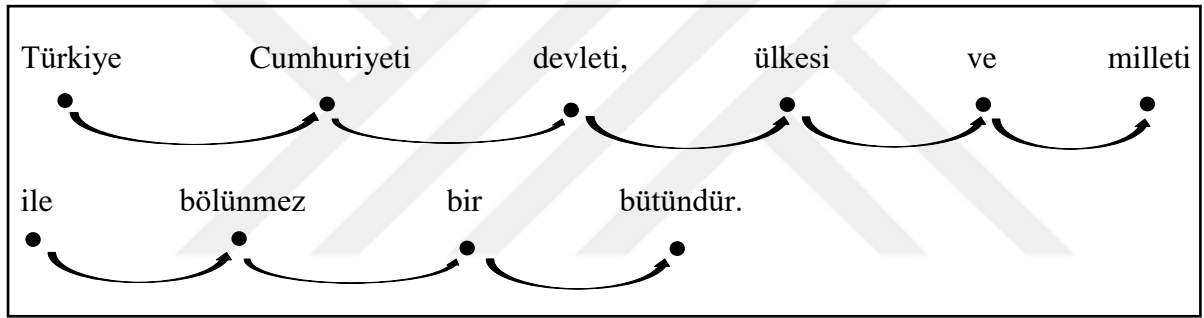 Türkiye Cumhuriyeti devleti, ülkesi ve milleti
ile bölünmez bir bütündür.